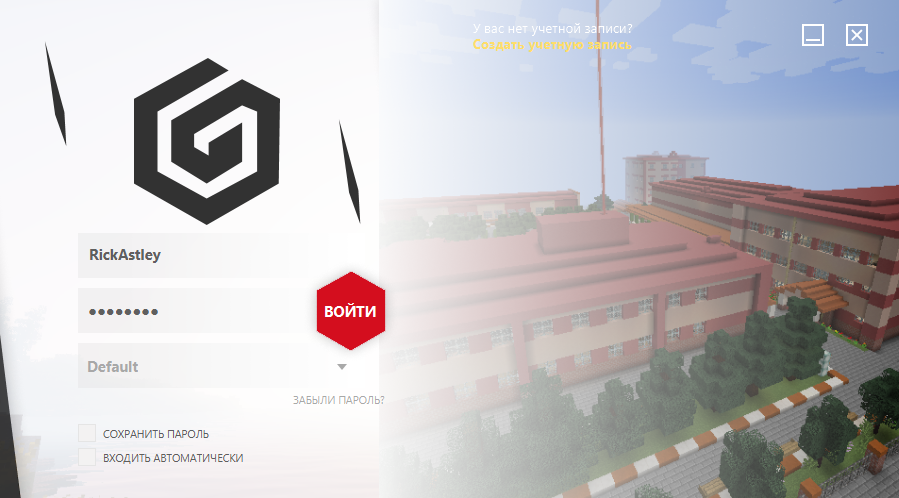 У вас нет учетной записи?
Создать учетную запись
RickAstley
ВОЙТИ
Default
ЗАБЫЛИ ПАРОЛЬ?
СОХРАНИТЬ ПАРОЛЬ
ВХОДИТЬ АВТОМАТИЧЕСКИ